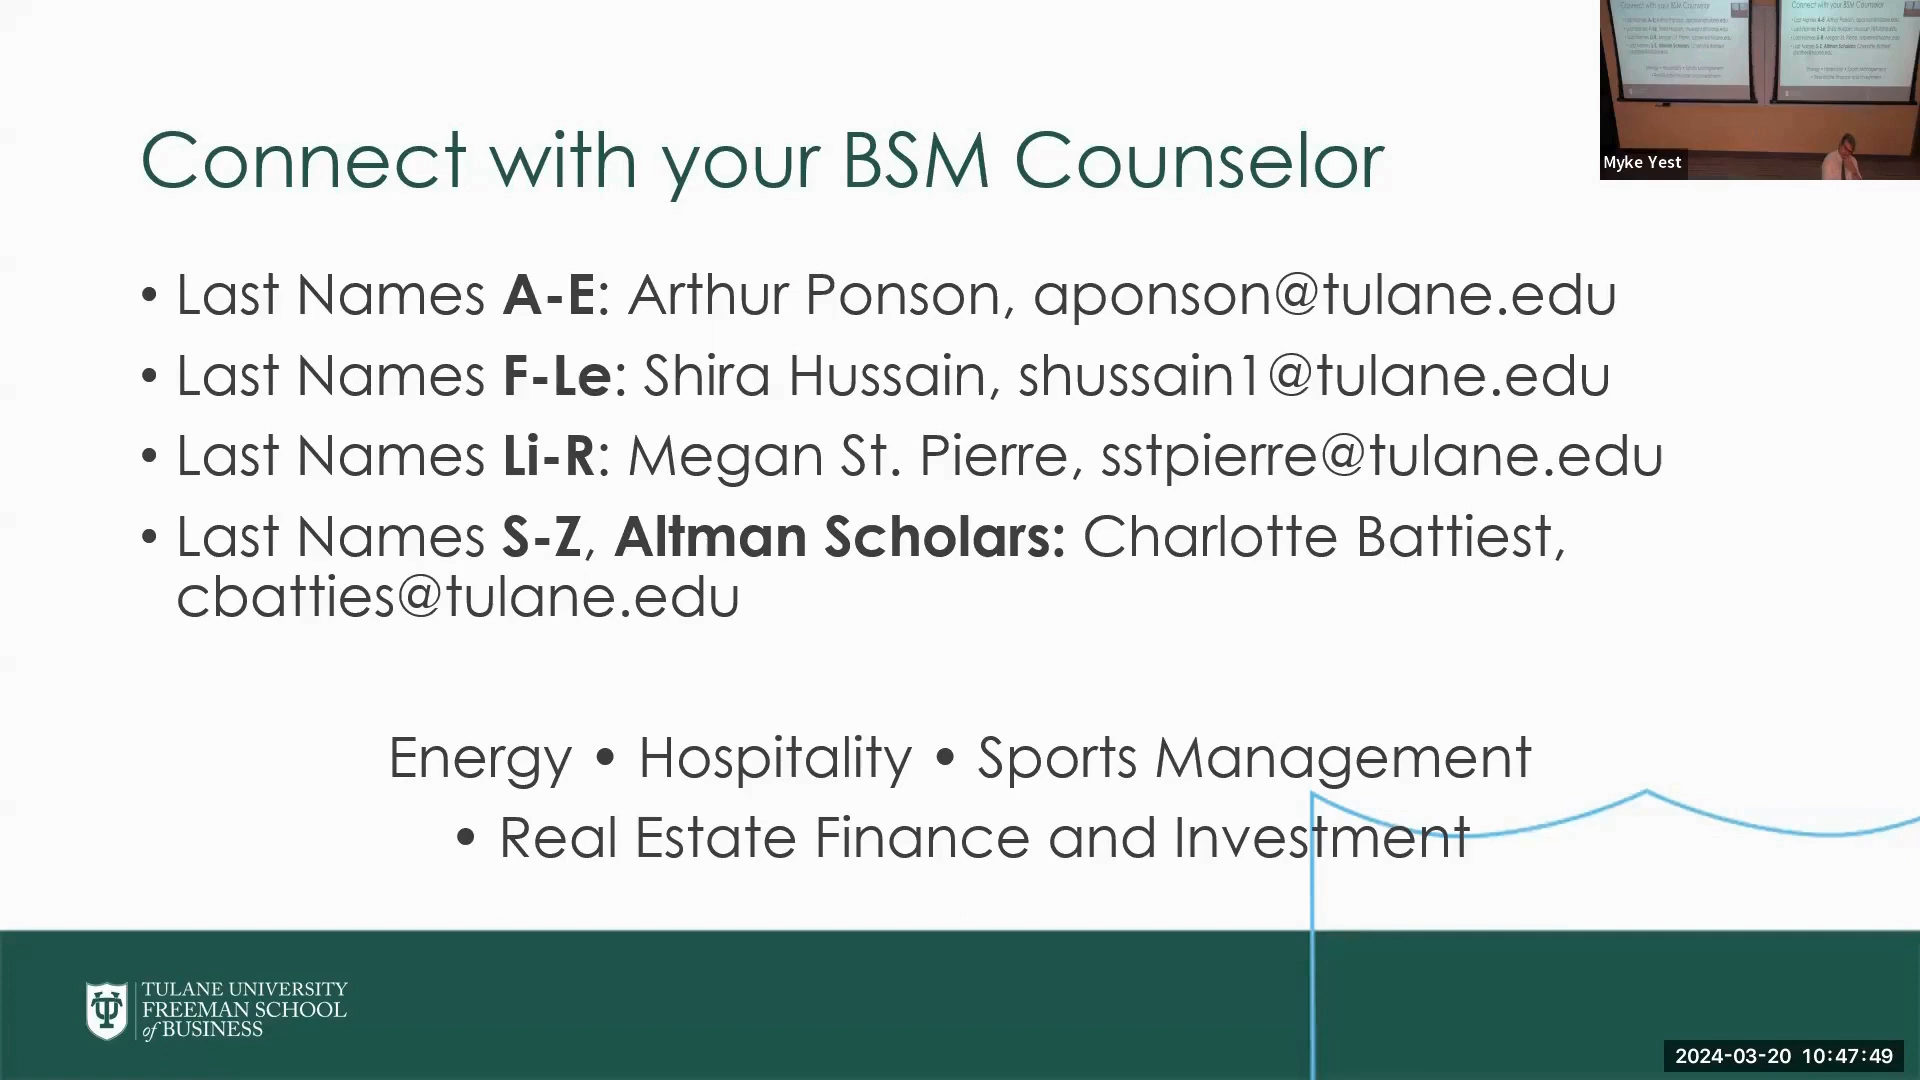 Connect with your BSM Counselor
• Last Names A-E: Arthur Ponson, aponson@tulane.edu
• Last Names F-Le: Shira Hussain, shussain1@tulane.edu
• Last Names Li-R: Megan St. Pierre, sstpierre@tulane.edu
• Last Names S-Z, Altman Scholars: Charlotte Battiest,
cbatties@tulane.edu
Energy • Hospitality • Sports Management
• Real Estate Finance and Investment
TULANE UNIVERSITY
FREEMAN SCHOOL
of BUSINESS
Myke Yest
2024-03-20 10:47:49